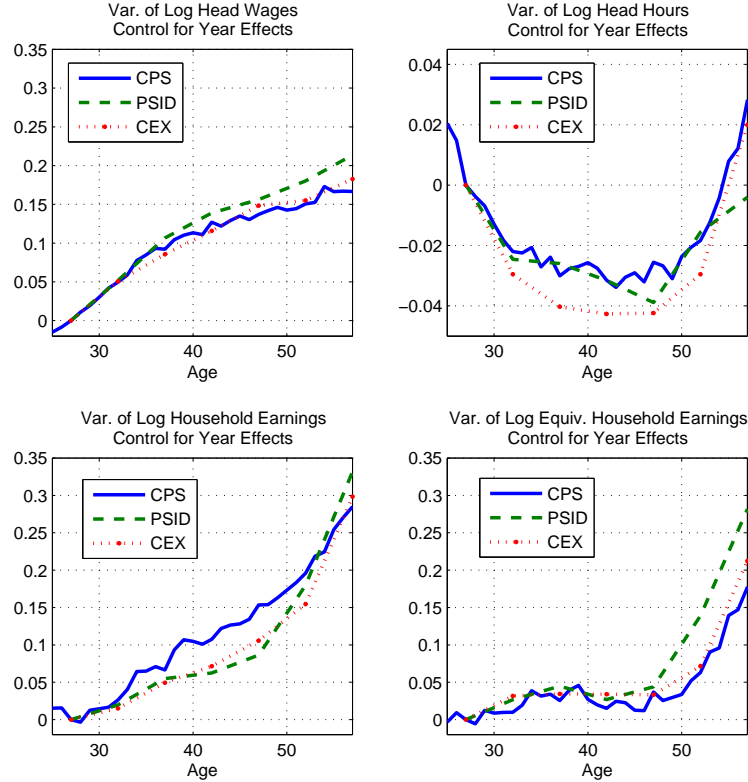 Var. of Log Head Wages
Control for Year Effects
0.35
0.3
0.25
0.2
0.15
0.1
0.05
0
CPS
PSID
CEX
30
40
50
Age
Var. of Log Head Hours
Control for Year Effects
0.04
0.02
0
−0.02
−0.04
CPS
PSID
CEX
30
40
50
Age
Var. of Log Household Earnings
Control for Year Effects
0.35
0.3
0.25
0.2
0.15
0.1
0.05
0
CPS
PSID
CEX
30
40
50
Age
Var. of Log Equiv. Household Earnings
Control for Year Effects
0.35
0.3
0.25
0.2
0.15
0.1
0.05
0
CPS
PSID
CEX
30
40
50
Age